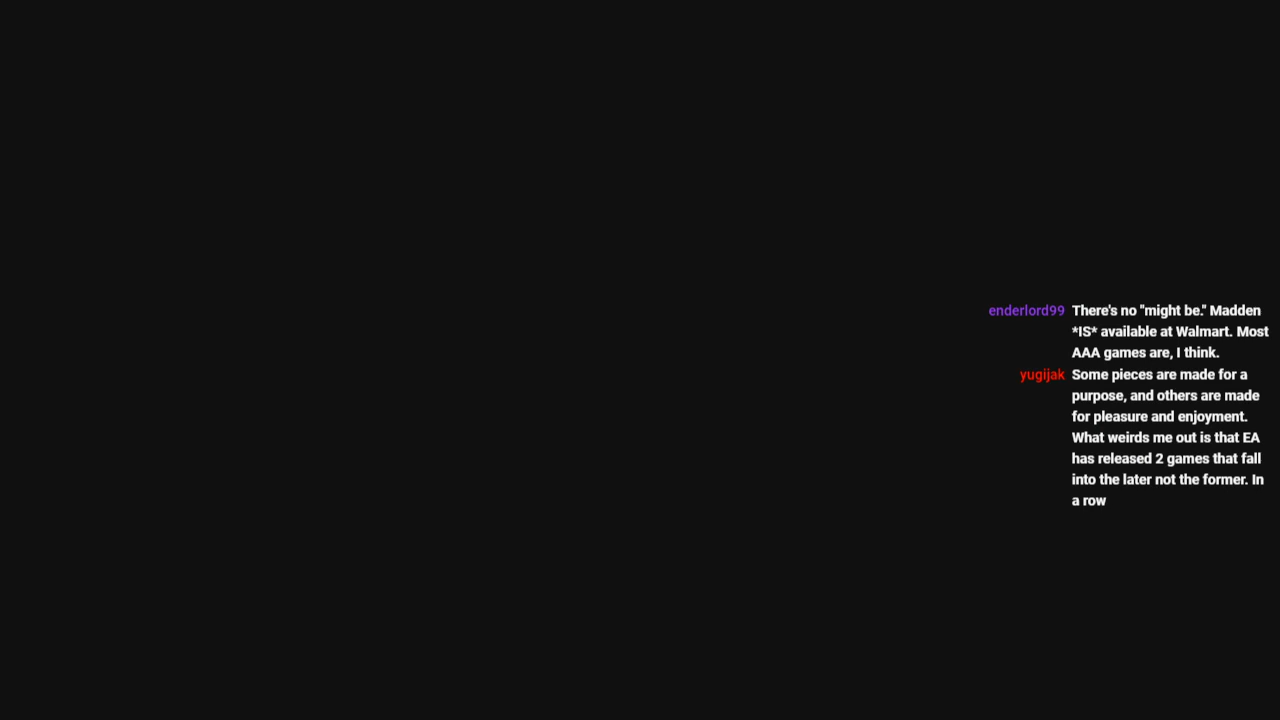 enderlord99 There's no "might be." Madden
*IS* available at Walmart. Most
AAA games are, I think.
yugijak Some pieces are made for a
purpose, and others are made
for pleasure and enjoyment.
What weirds me out is that EA
has released 2 games that fall
into the later not the former. In
a row